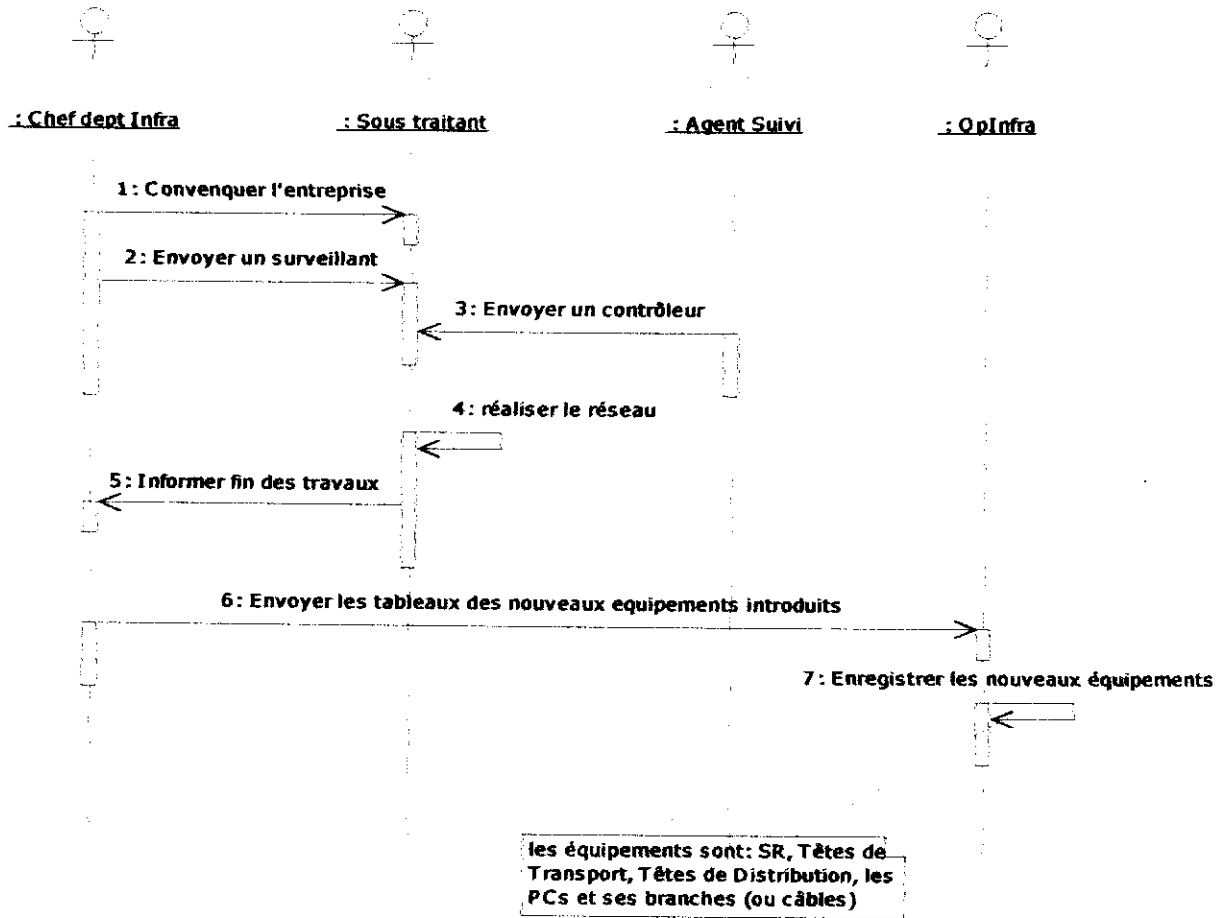 : Chef dept Infra
: Sous traitant
: Agent Suivi
: OpInfra
1: Convenquer l'entreprise
2: Envoyer un surveillant
3: Envoyer un contrôleur
4: réaliser le réseau
5: Informer fin des travaux
6: Envoyer les tableaux des nouveaux equipements introduits
7: Enregistrer les nouveaux équipements
les équipements sont: SR, Têtes de
Transport, Têtes de Distribution, les
PCs et ses branches (ou câbles)